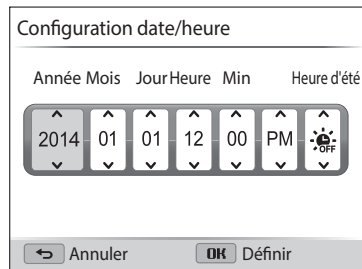 Configuration date/heure
Année Mois Jour Heure Min Heure d'été
2014 01 01 12 00 PM OFF
Annuler OK Définir